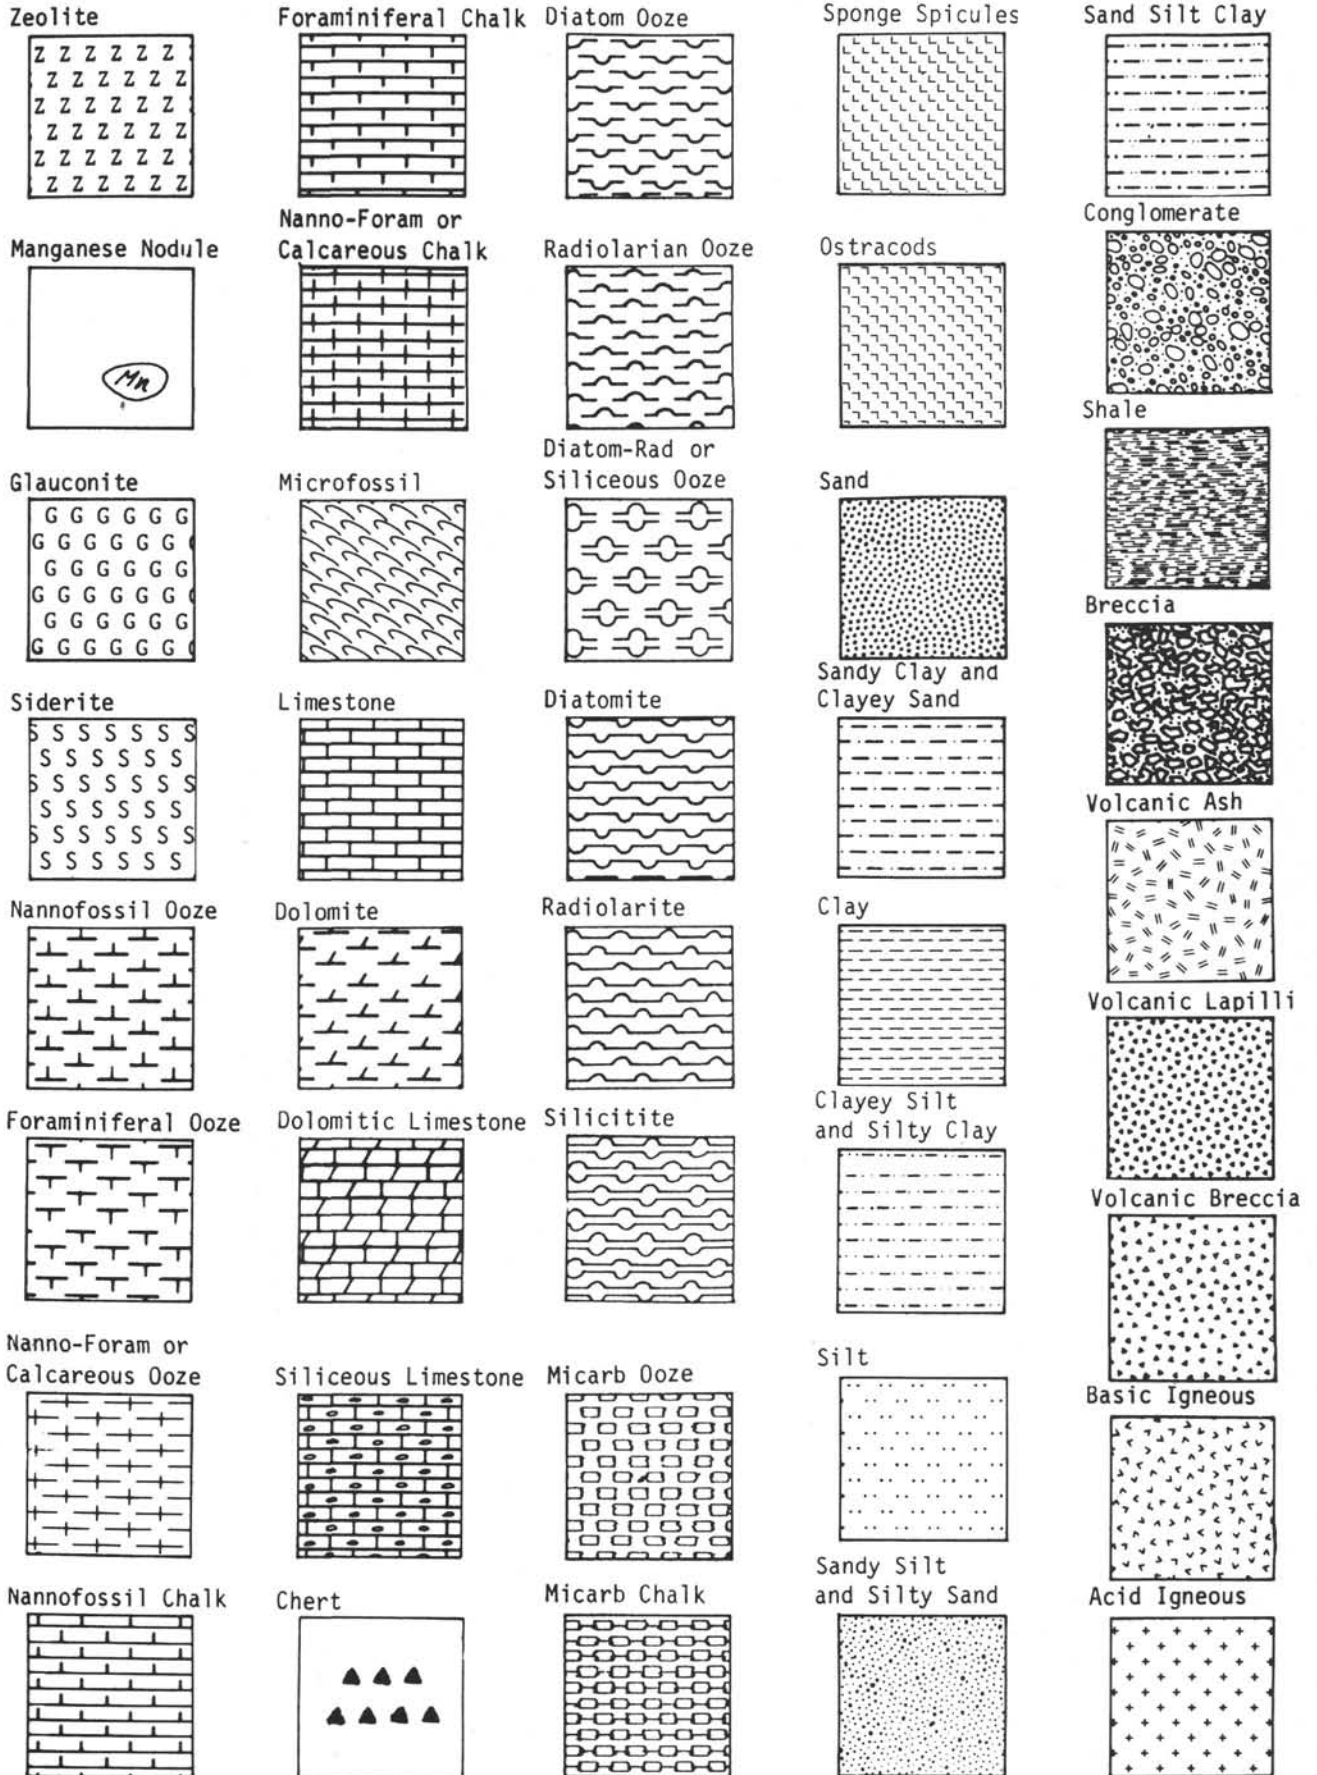 Zeolite
Z Z Z Z Z Z
Z Z Z Z Z Z
Z Z Z Z Z Z
Z Z Z Z Z Z
Z Z Z Z Z Z
Z Z Z Z Z Z
Manganese Nodule
Mn
Glauconite
G G G G G G
G G G G G G
G G G G G G
G G G G G G
G G G G G G
G G G G G G
Siderite
S S S S S S S
S S S S S S
S S S S S S S
S S S S S S
S S S S S S S
S S S S S S
Nannofossil Ooze
Foraminiferal Ooze
Nanno-Foram or
Calcareous Ooze
Nannofossil Chalk
Foraminiferal Chalk
Nanno-Foram or
Calcareous Chalk
Microfossil
Limestone
Dolomite
Dolomitic Limestone
Siliceous Limestone
Chert
Diatom Ooze
Radiolarian Ooze
Diatom-Rad or
Siliceous Ooze
Diatomite
Radiolarite
Silicitite
Micarb Ooze
Micarb Chalk
Sponge Spicules
Ostracods
Sand
Sandy Clay and
Clayey Sand
Clay
Clayey Silt
and Silty Clay
Silt
Sandy Silt
and Silty Sand
Sand Silt Clay
Conglomerate
Shale
Breccia
Volcanic Ash
Volcanic Lapilli
Volcanic Breccia
Basic Igneous
Acid Igneous